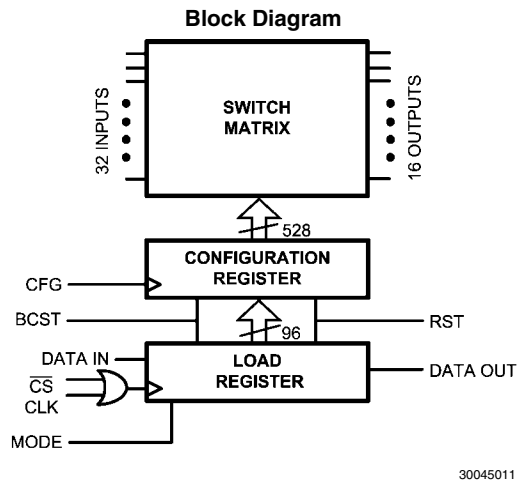 Block Diagram
32 INPUTS
SWITCH
MATRIX
16 OUTPUTS
528
CONFIGURATION
REGISTER
CFG
BCST
96
RST
DATA IN
LOAD
REGISTER
DATA OUT
CS
CLK
MODE
30045011